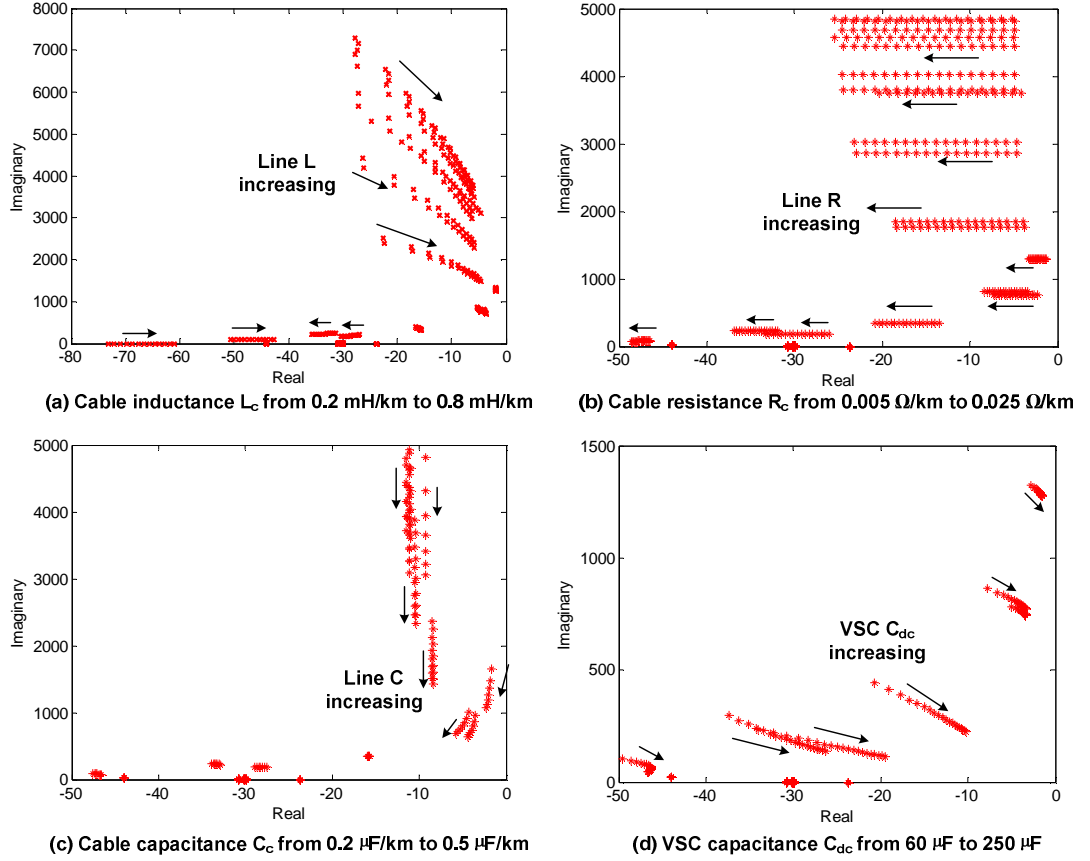 8000
7000
6000
5000
4000
3000
2000
1000
0
Imaginary
Line L
increasing
-80 -70 -60 -50 -40 -30 -20 -10 0
Real
(a) Cable inductance Lc from 0.2 mH/km to 0.8 mH/km
5000
4000
3000
2000
1000
0
Imaginary
Line R
increasing
-50 -40 -30 -20 -10 0
Real
(b) Cable resistance Rc from 0.005 Ω/km to 0.025 Ω/km
5000
4000
3000
2000
1000
0
Imaginary
Line C
increasing
-50 -40 -30 -20 -10 0
Real
(c) Cable capacitance Cc from 0.2 μF/km to 0.5 μF/km
1500
1000
500
0
Imaginary
VSC Cdc
increasing
-50 -40 -30 -20 -10 0
Real
(d) VSC capacitance Cdc from 60 μF to 250 μF